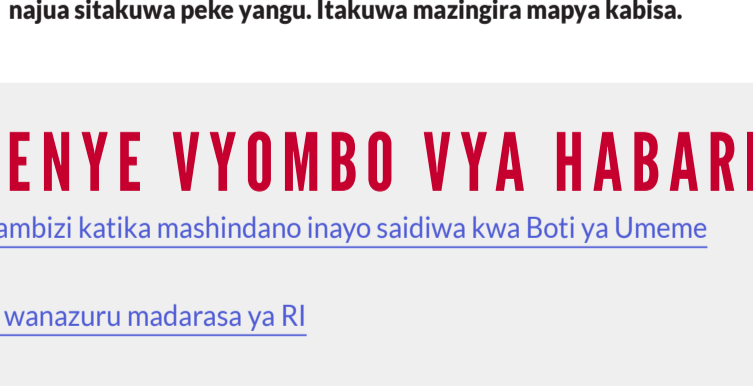 najua sitakuwa peke yangu. Itakuwa mazingira mapya kabisa.
ENYE VYOMBO VYA HABARI
ambizi katika mashindano inayo saidiwa kwa Boti ya Umeme
wanazuru madarasa ya RI